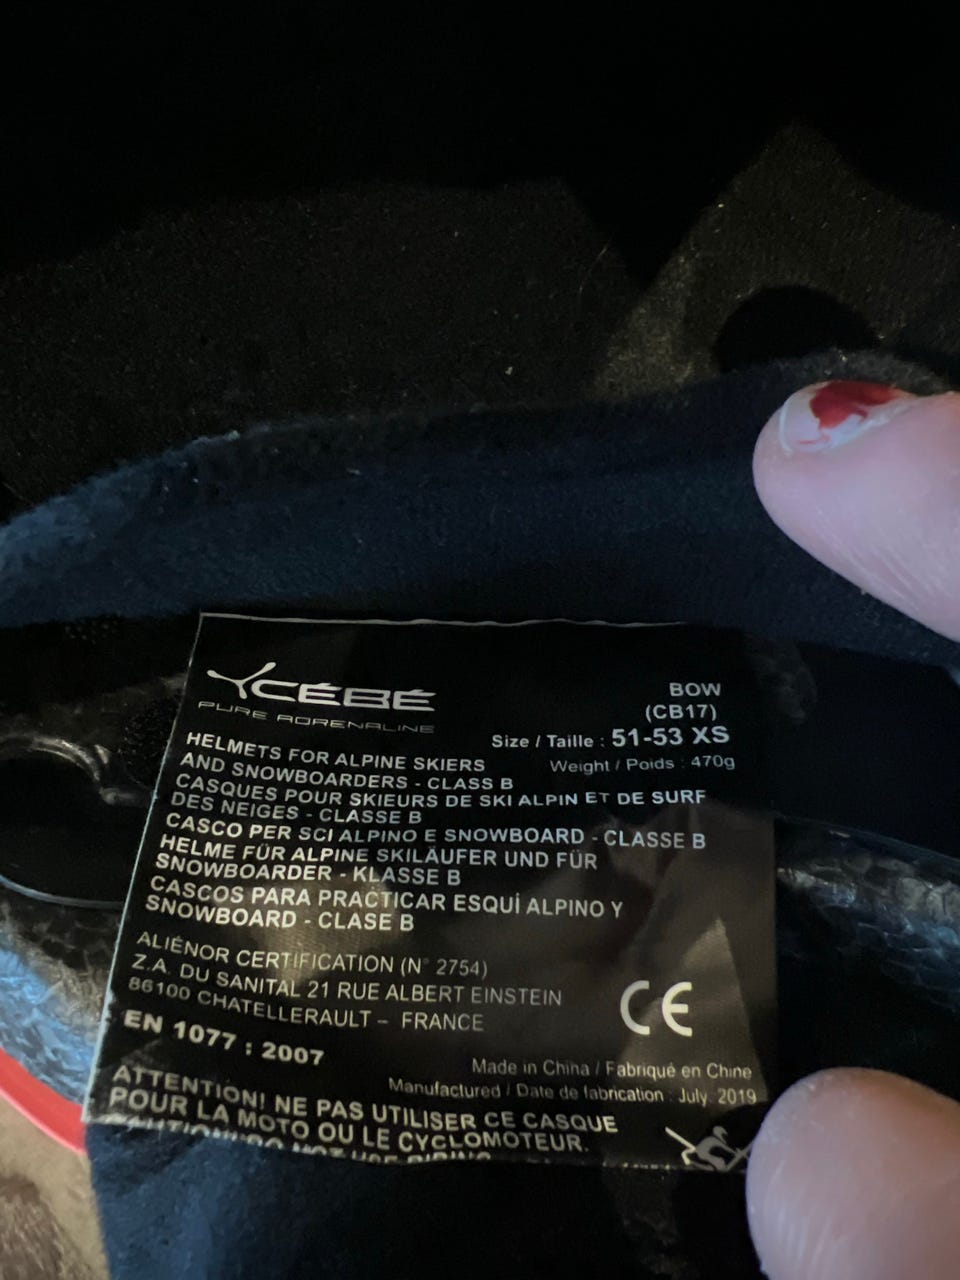 CÉBÉ
PURE ADRENALINE
BOW
(CB17)
Size / Taille : 51-53 XS
Weight / Poids : 470g
HELMETS FOR ALPINE SKIERS
AND SNOWBOARDERS - CLASS B
CASQUES POUR SKIEURS DE SKI ALPIN ET DE SURF
DES NEIGES - CLASSE B
CASCO PER SCI ALPINO E SNOWBOARD - CLASSE B
HELME FÜR ALPINE SKILÄUFER UND FÜR
SNOWBOARDER - KLASSE B
CASCOS PARA PRACTICAR ESQUÍ ALPINO Y
SNOWBOARD - CLASE B
ALIÉNOR CERTIFICATION (N° 2754)
Z.A. DU SANITAL 21 RUE ALBERT EINSTEIN
86100 CHATELLERAULT – FRANCE
CE
EN 1077 : 2007
Made in China / Fabriqué en Chine
Manufactured / Date de fabrication : July. 2019
ATTENTION! NE PAS UTILISER CE CASQUE
POUR LA MOTO OU LE CYCLOMOTEUR.